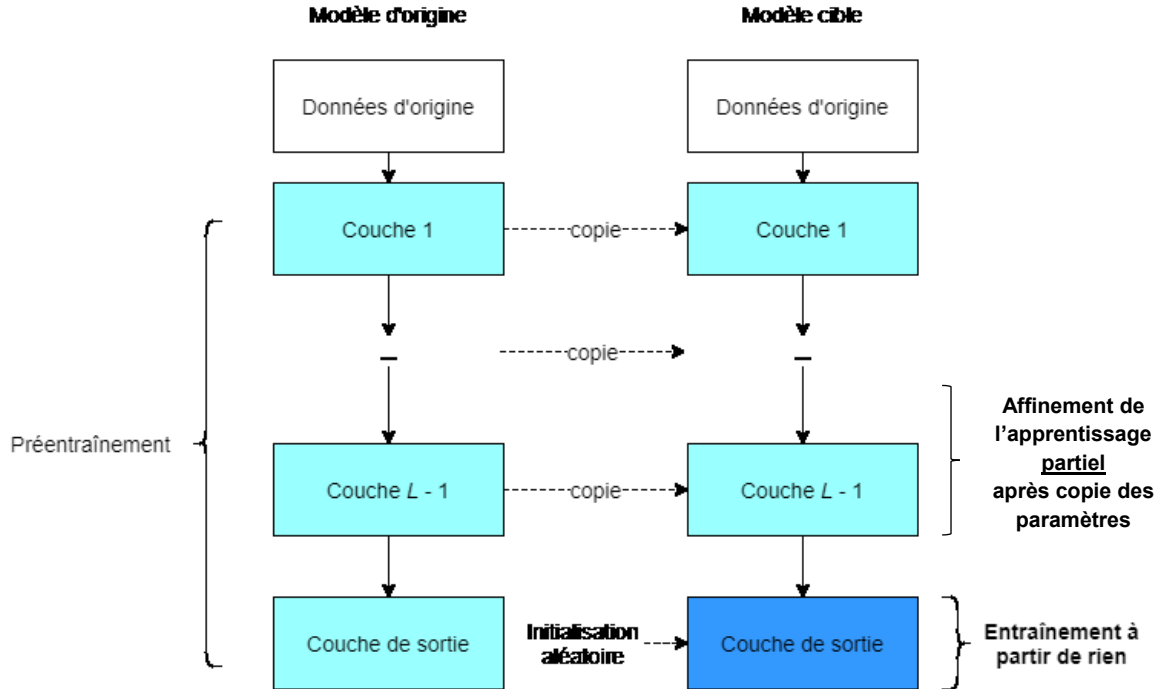 Modèle d'origine
Modèle cible
Données d'origine
Données d'origine
Couche 1
copie
Couche 1
copie
Affinement de
l'apprentissage
partiel
après copie des
paramètres
Préentraînement
Couche L - 1
copie
Couche L - 1
Couche de sortie
Initialisation
aléatoire
Couche de sortie
Entraînement à
partir de rien